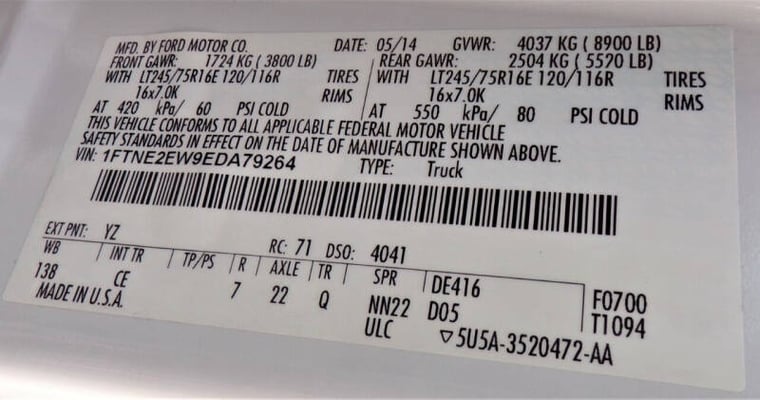 MFD. BY FORD MOTOR CO. DATE: 05/14 GVWR: 4037 KG ( 8900 LB)
FRONT GAWR: 1724 KG ( 3800 LB) REAR GAWR: 2504 KG ( 5520 LB)
WITH LT245/75R16E 120/116R TIRES WITH LT245/75R16E 120/116R TIRES
16x7.0K RIMS 16x7.0K RIMS
AT 420 kPa/ 60 PSI COLD AT 550 kPa/ 80 PSI COLD
THIS VEHICLE CONFORMS TO ALL APPLICABLE FEDERAL MOTOR VEHICLE
SAFETY STANDARDS IN EFFECT ON THE DATE OF MANUFACTURE SHOWN ABOVE.
VIN: 1FTNE2EW9EDA79264 TYPE: Truck
EXT PNT: YZ RC: 71 DSO: 4041
WB INT TR TP/PS R AXLE TR SPR DE416 F0700
138 CE 7 22 Q NN22 D05 T1094
MADE IN U.S.A. ULC ▽5U5A-3520472-AA